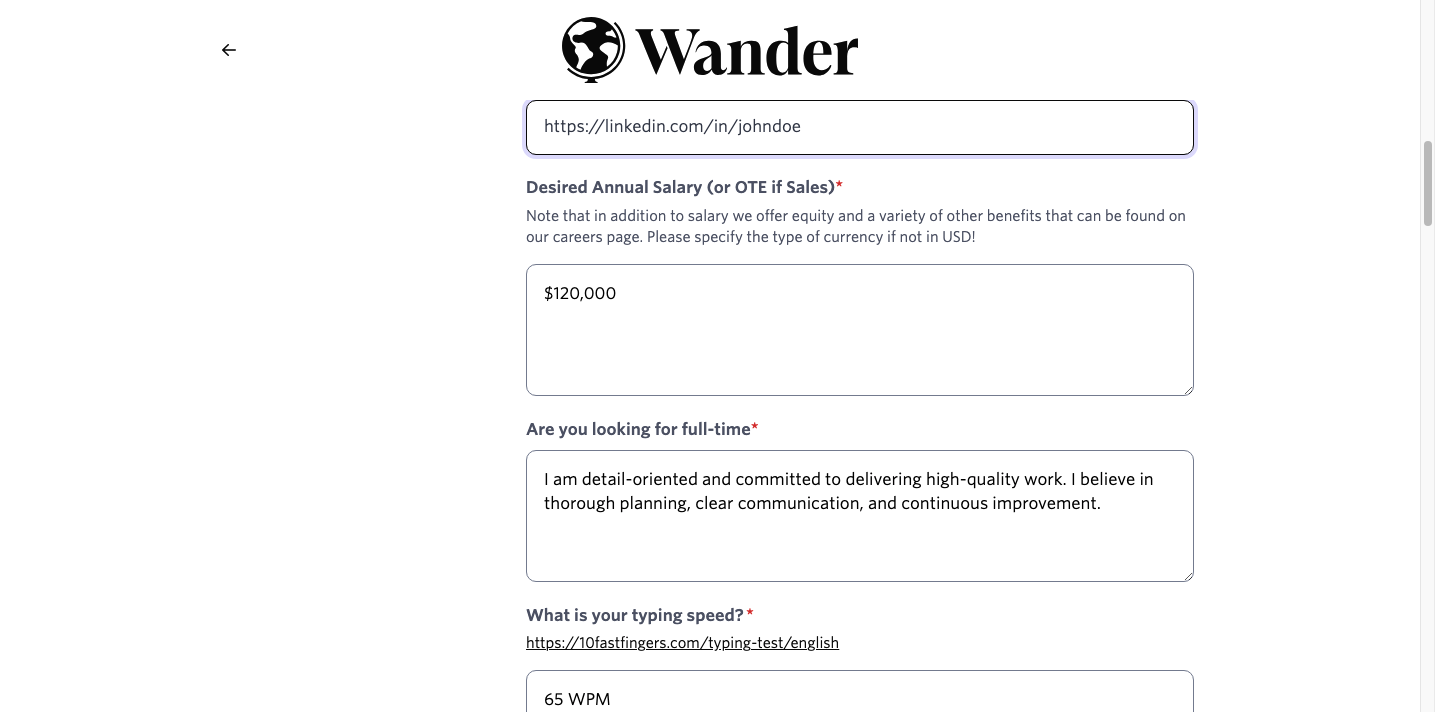 Wander
https://linkedin.com/in/johndoe
Desired Annual Salary (or OTE if Sales)*
Note that in addition to salary we offer equity and a variety of other benefits that can be found on
our careers page. Please specify the type of currency if not in USD!
$120,000
Are you looking for full-time*
I am detail-oriented and committed to delivering high-quality work. I believe in
thorough planning, clear communication, and continuous improvement.
What is your typing speed?*
https://10fastfingers.com/typing-test/english
65 WPM